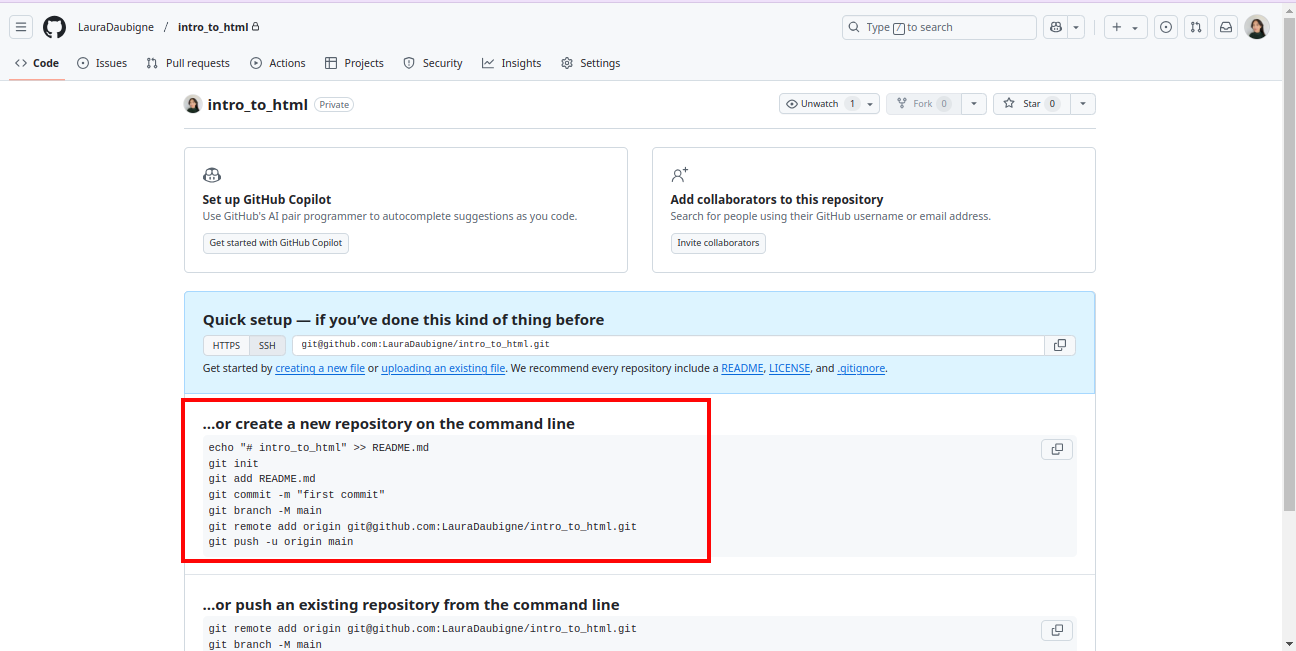 LauraDaubigne / intro_to_html
Type / to search
Code Issues Pull requests Actions Projects Security Insights Settings
intro_to_html Private
Unwatch 1 Fork 0 Star 0
Set up GitHub Copilot
Use GitHub's AI pair programmer to autocomplete suggestions as you code.
Get started with GitHub Copilot
Add collaborators to this repository
Search for people using their GitHub username or email address.
Invite collaborators
Quick setup — if you’ve done this kind of thing before
HTTPS SSH git@github.com:LauraDaubigne/intro_to_html.git
Get started by creating a new file or uploading an existing file. We recommend every repository include a README, LICENSE, and .gitignore.
…or create a new repository on the command line
echo "# intro_to_html" >> README.md
git init
git add README.md
git commit -m "first commit"
git branch -M main
git remote add origin git@github.com:LauraDaubigne/intro_to_html.git
git push -u origin main
…or push an existing repository from the command line
git remote add origin git@github.com:LauraDaubigne/intro_to_html.git
git branch -M main